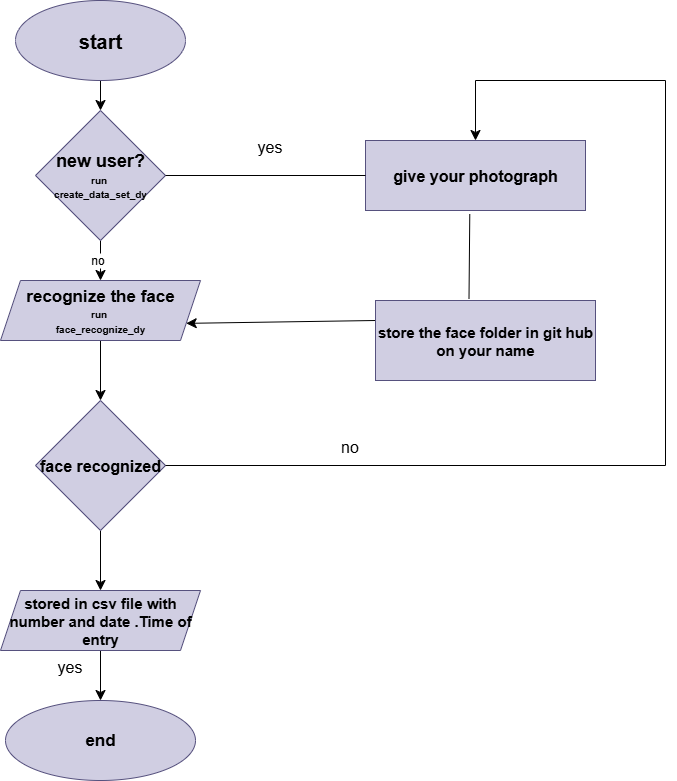 start
new user?
run
create_data_set_dy
yes
give your photograph
no
recognize the face
run
face_recognize_dy
store the face folder in git hub
on your name
face recognized
no
stored in csv file with
number and date .Time of
entry
yes
end